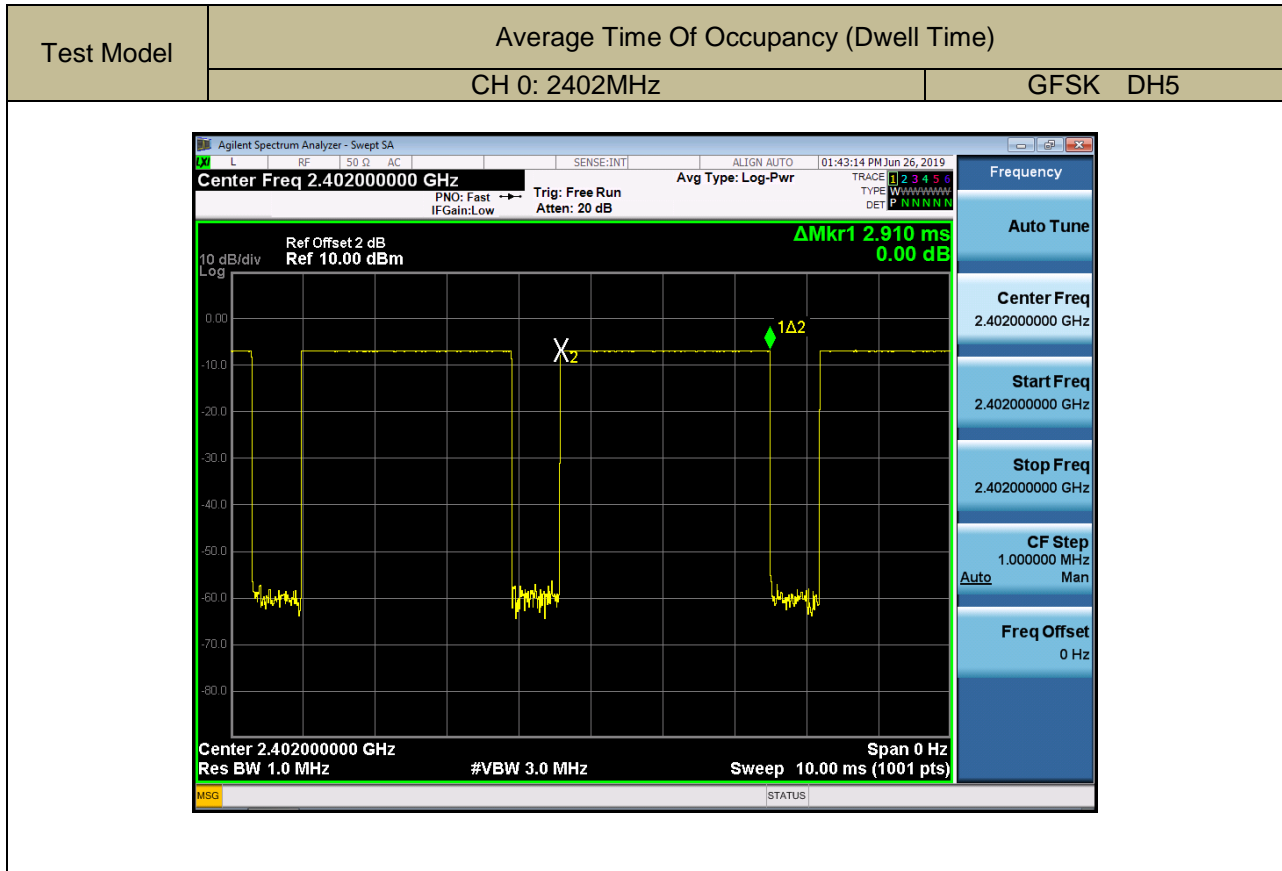 Test Model
Average Time Of Occupancy (Dwell Time)
CH 0: 2402MHz
GFSK DH5
Agilent Spectrum Analyzer - Swept SA
LXI L RF 50 Ω AC SENSE:INT ALIGN AUTO 01:43:14 PM Jun 26, 2019
Center Freq 2.402000000 GHz
PNO: Fast
IFGain:Low
Trig: Free Run
Atten: 20 dB
Avg Type: Log-Pwr
TRACE 1 2 3 4 5 6
TYPE WWWWWW
DET P N N N N N
ΔMkr1 2.910 ms
0.00 dB
Ref Offset 2 dB
10 dB/div Ref 10.00 dBm
Log
0.00
-10.0
-20.0
-30.0
-40.0
-50.0
-60.0
-70.0
-80.0
X2
1Δ2
Center 2.402000000 GHz Span 0 Hz
Res BW 1.0 MHz #VBW 3.0 MHz Sweep 10.00 ms (1001 pts)
MSG STATUS
Frequency
Auto Tune
Center Freq
2.402000000 GHz
Start Freq
2.402000000 GHz
Stop Freq
2.402000000 GHz
CF Step
1.000000 MHz
Auto Man
Freq Offset
0 Hz